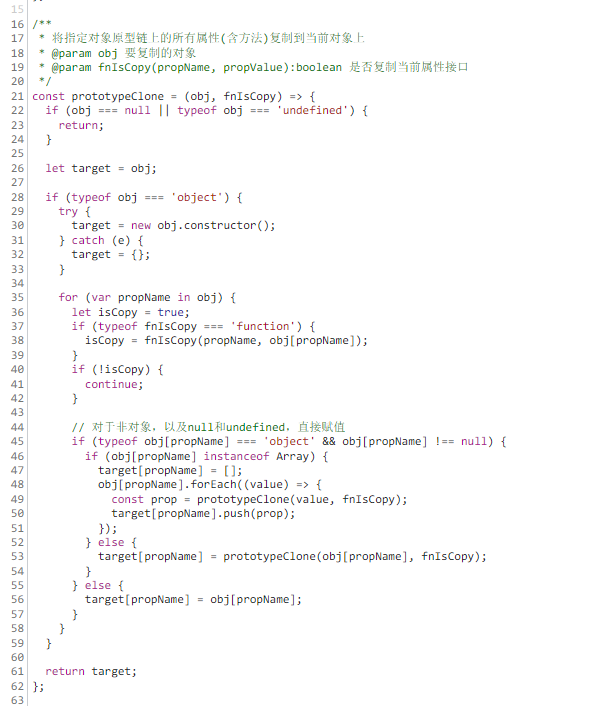 15
16 /**
17  * 将指定对象原型链上的所有属性(含方法)复制到当前对象上
18  * @param obj 要复制的对象
19  * @param fnIsCopy(propName, propValue):boolean 是否复制当前属性接口
20  */
21 const prototypeClone = (obj, fnIsCopy) => {
22   if (obj === null || typeof obj === 'undefined') {
23     return;
24   }
25
26   let target = obj;
27
28   if (typeof obj === 'object') {
29     try {
30       target = new obj.constructor();
31     } catch (e) {
32       target = {};
33     }
34
35     for (var propName in obj) {
36       let isCopy = true;
37       if (typeof fnIsCopy === 'function') {
38         isCopy = fnIsCopy(propName, obj[propName]);
39       }
40       if (!isCopy) {
41         continue;
42       }
43
44       // 对于非对象，以及null和undefined，直接赋值
45       if (typeof obj[propName] === 'object' && obj[propName] !== null) {
46         if (obj[propName] instanceof Array) {
47           target[propName] = [];
48           obj[propName].forEach((value) => {
49             const prop = prototypeClone(value, fnIsCopy);
50             target[propName].push(prop);
51           });
52         } else {
53           target[propName] = prototypeClone(obj[propName], fnIsCopy);
54         }
55       } else {
56         target[propName] = obj[propName];
57       }
58     }
59   }
60
61   return target;
62 };
63